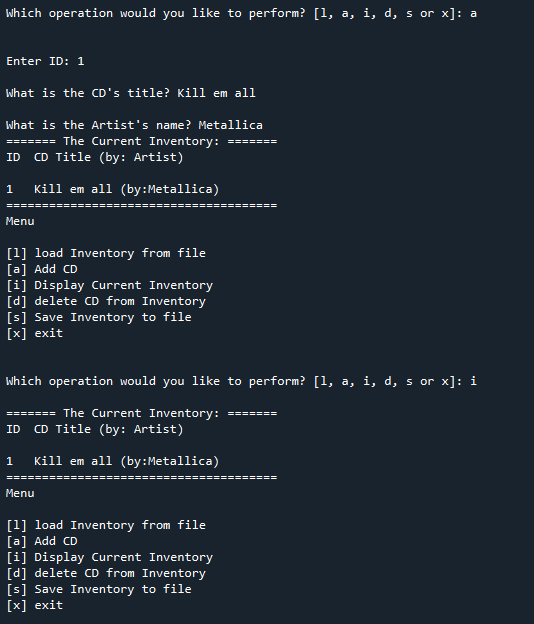 Which operation would you like to perform? [l, a, i, d, s or x]: a
Enter ID: 1
What is the CD's title? Kill em all
What is the Artist's name? Metallica
======= The Current Inventory: =======
ID  CD Title (by: Artist)
1   Kill em all (by:Metallica)
======================================
Menu
[l] load Inventory from file
[a] Add CD
[i] Display Current Inventory
[d] delete CD from Inventory
[s] Save Inventory to file
[x] exit
Which operation would you like to perform? [l, a, i, d, s or x]: i
======= The Current Inventory: =======
ID  CD Title (by: Artist)
1   Kill em all (by:Metallica)
======================================
Menu
[l] load Inventory from file
[a] Add CD
[i] Display Current Inventory
[d] delete CD from Inventory
[s] Save Inventory to file
[x] exit